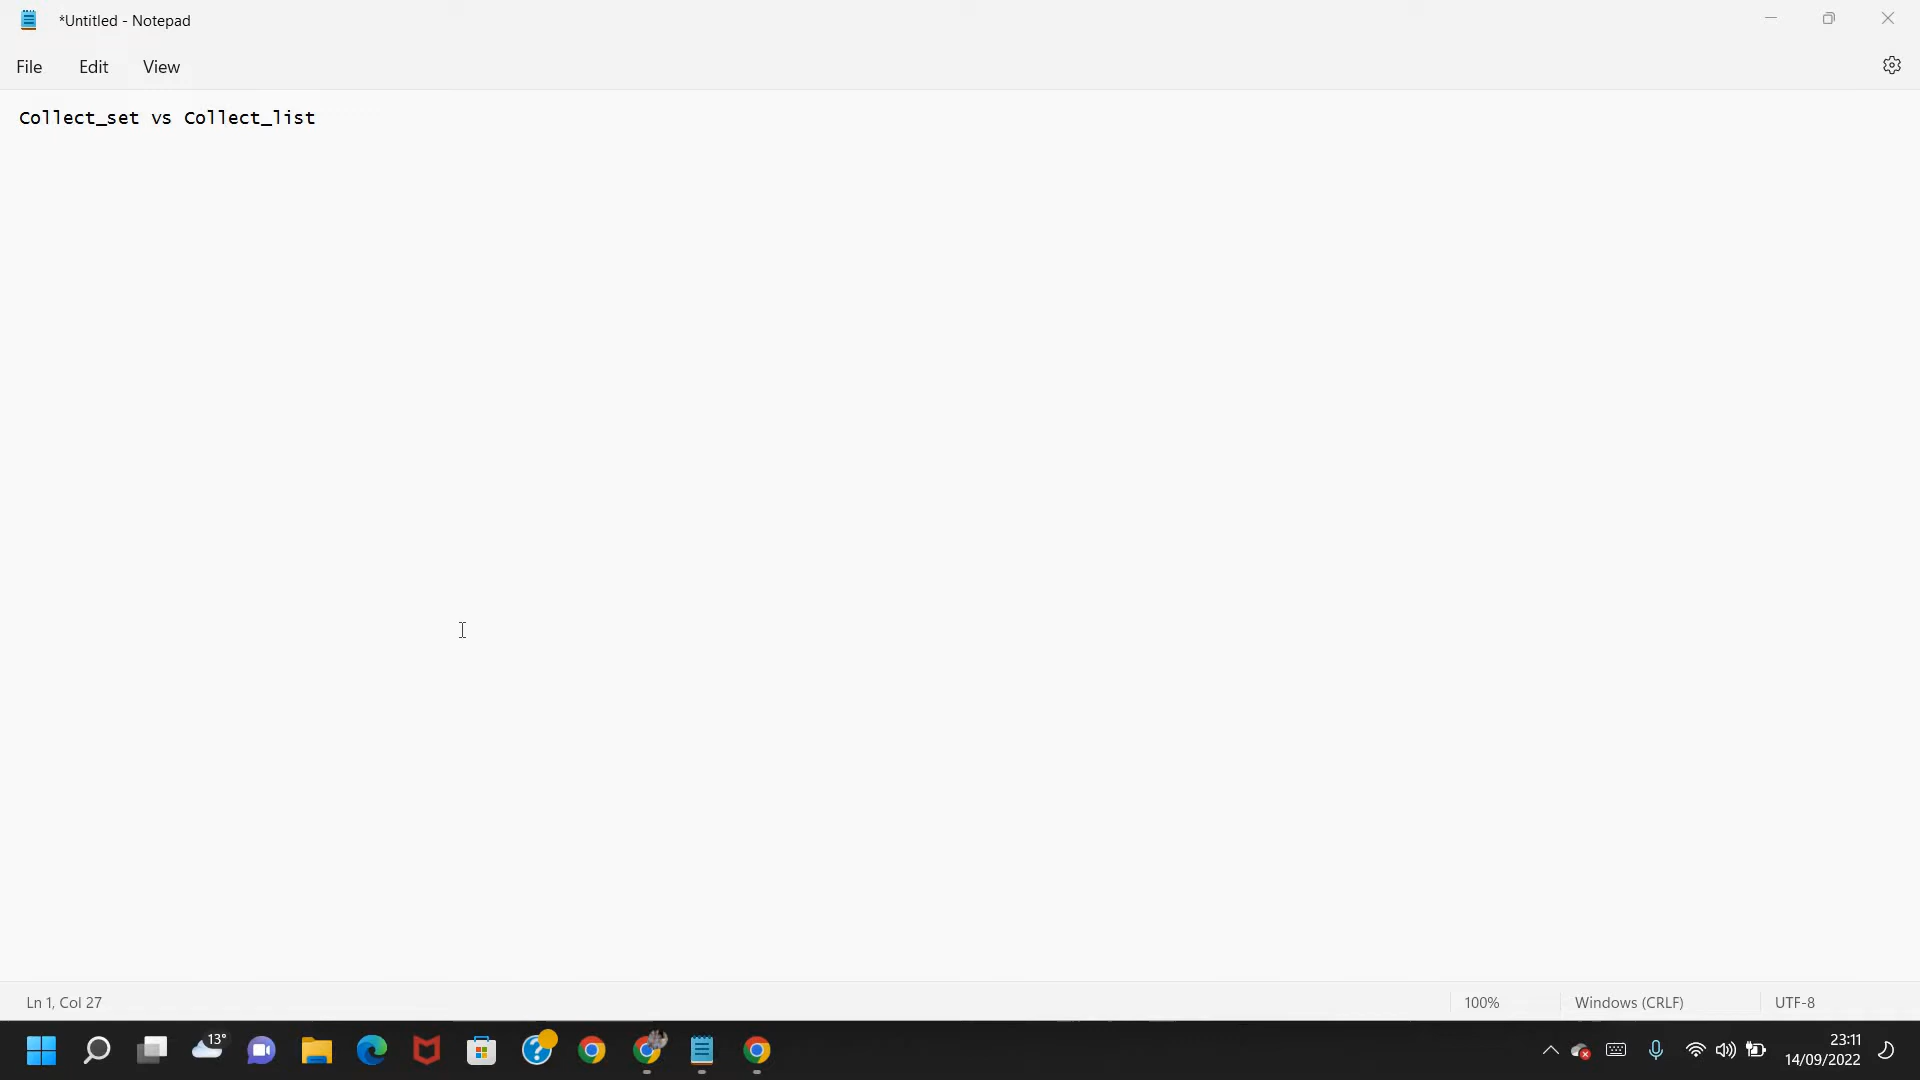 *Untitled - Notepad
File Edit View
Collect_set vs Collect_list
Ln 1, Col 27 100% Windows (CRLF) UTF-8
13°
23:11
14/09/2022